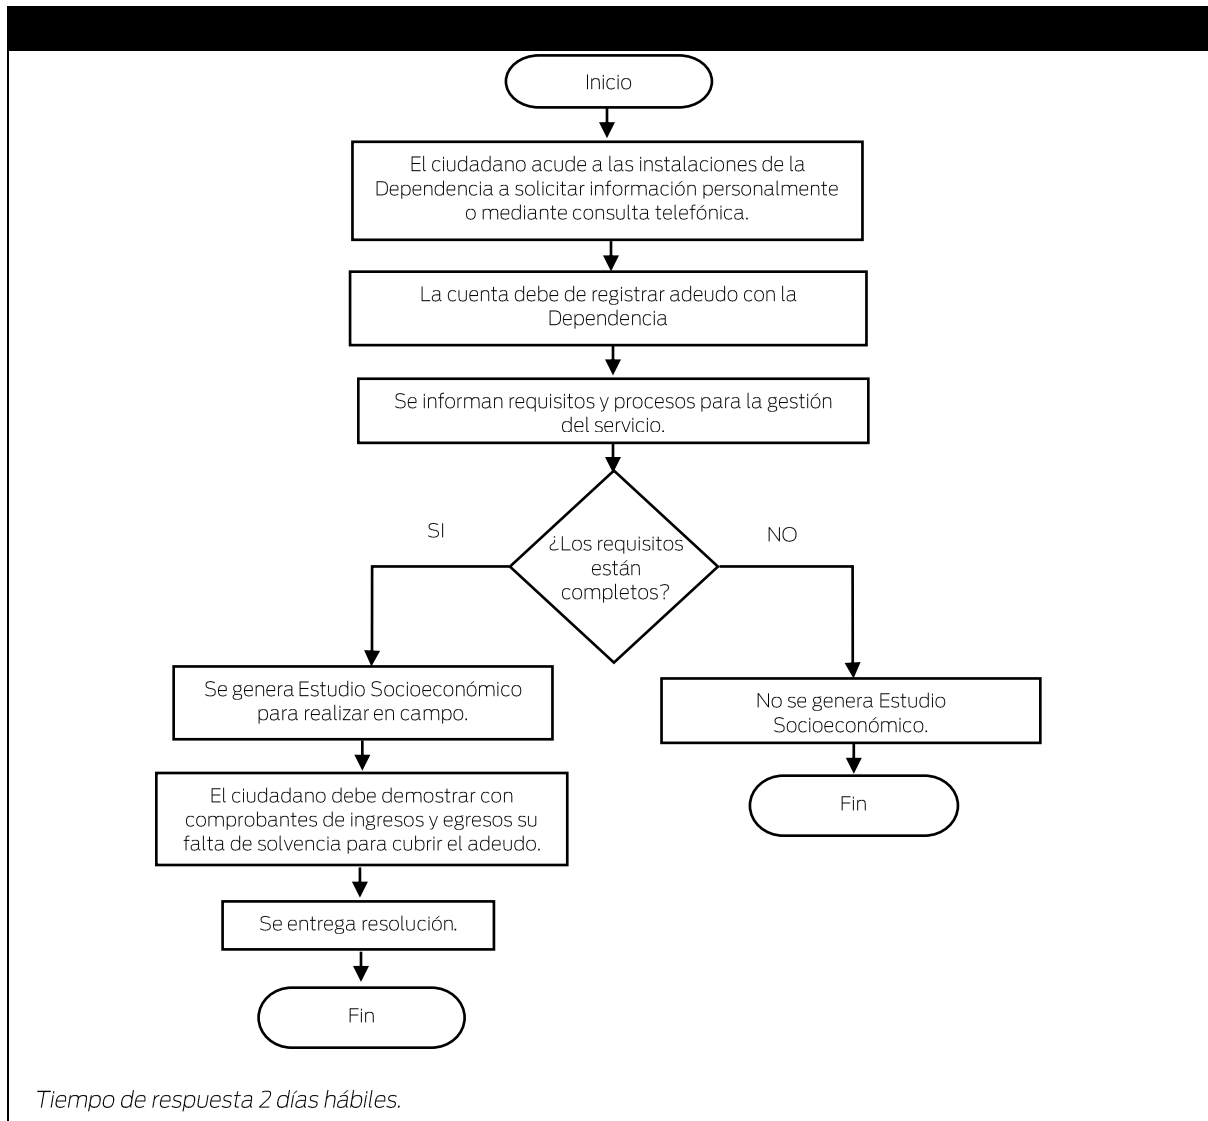 Inicio
El ciudadano acude a las instalaciones de la
Dependencia a solicitar información personalmente
o mediante consulta telefónica.
La cuenta debe de registrar adeudo con la
Dependencia
Se informan requisitos y procesos para la gestión
del servicio.
¿Los requisitos
están
completos?
SI
NO
Se genera Estudio Socioeconómico
para realizar en campo.
El ciudadano debe demostrar con
comprobantes de ingresos y egresos su
falta de solvencia para cubrir el adeudo.
Se entrega resolución.
Fin
No se genera Estudio
Socioeconómico.
Fin
Tiempo de respuesta 2 días hábiles.